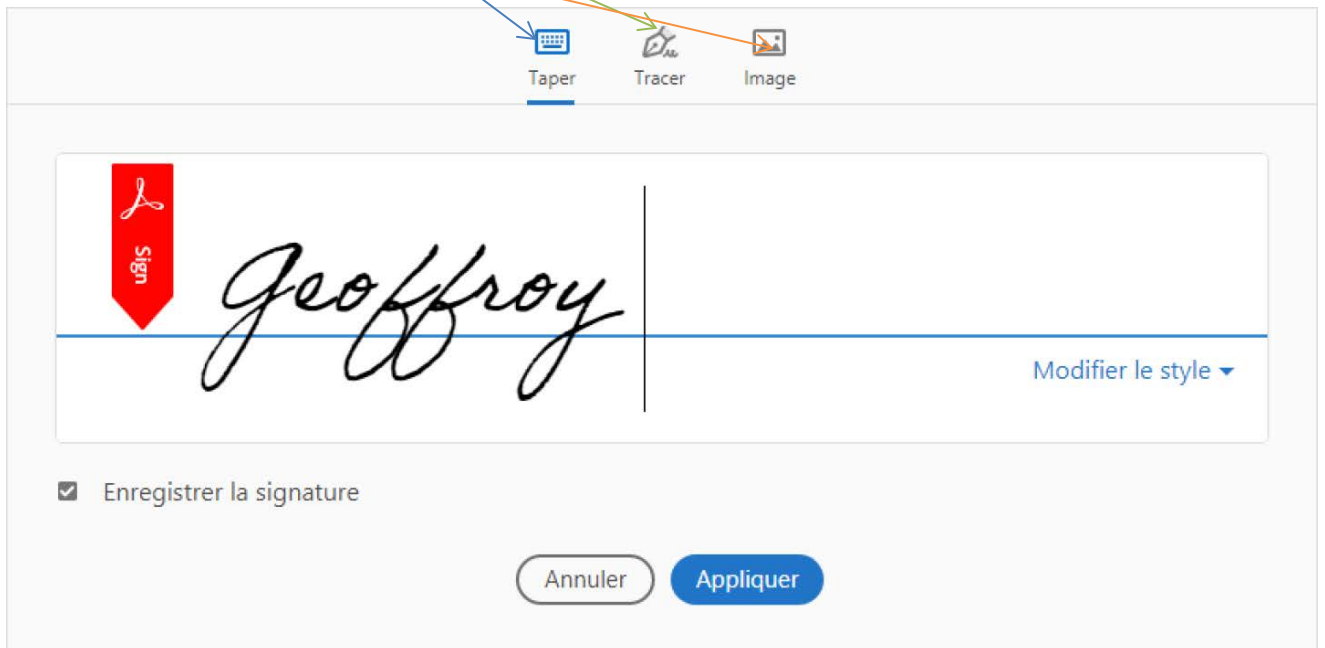 Taper Tracer Image
Sign
Geoffroy
Modifier le style
Enregistrer la signature
Annuler Appliquer